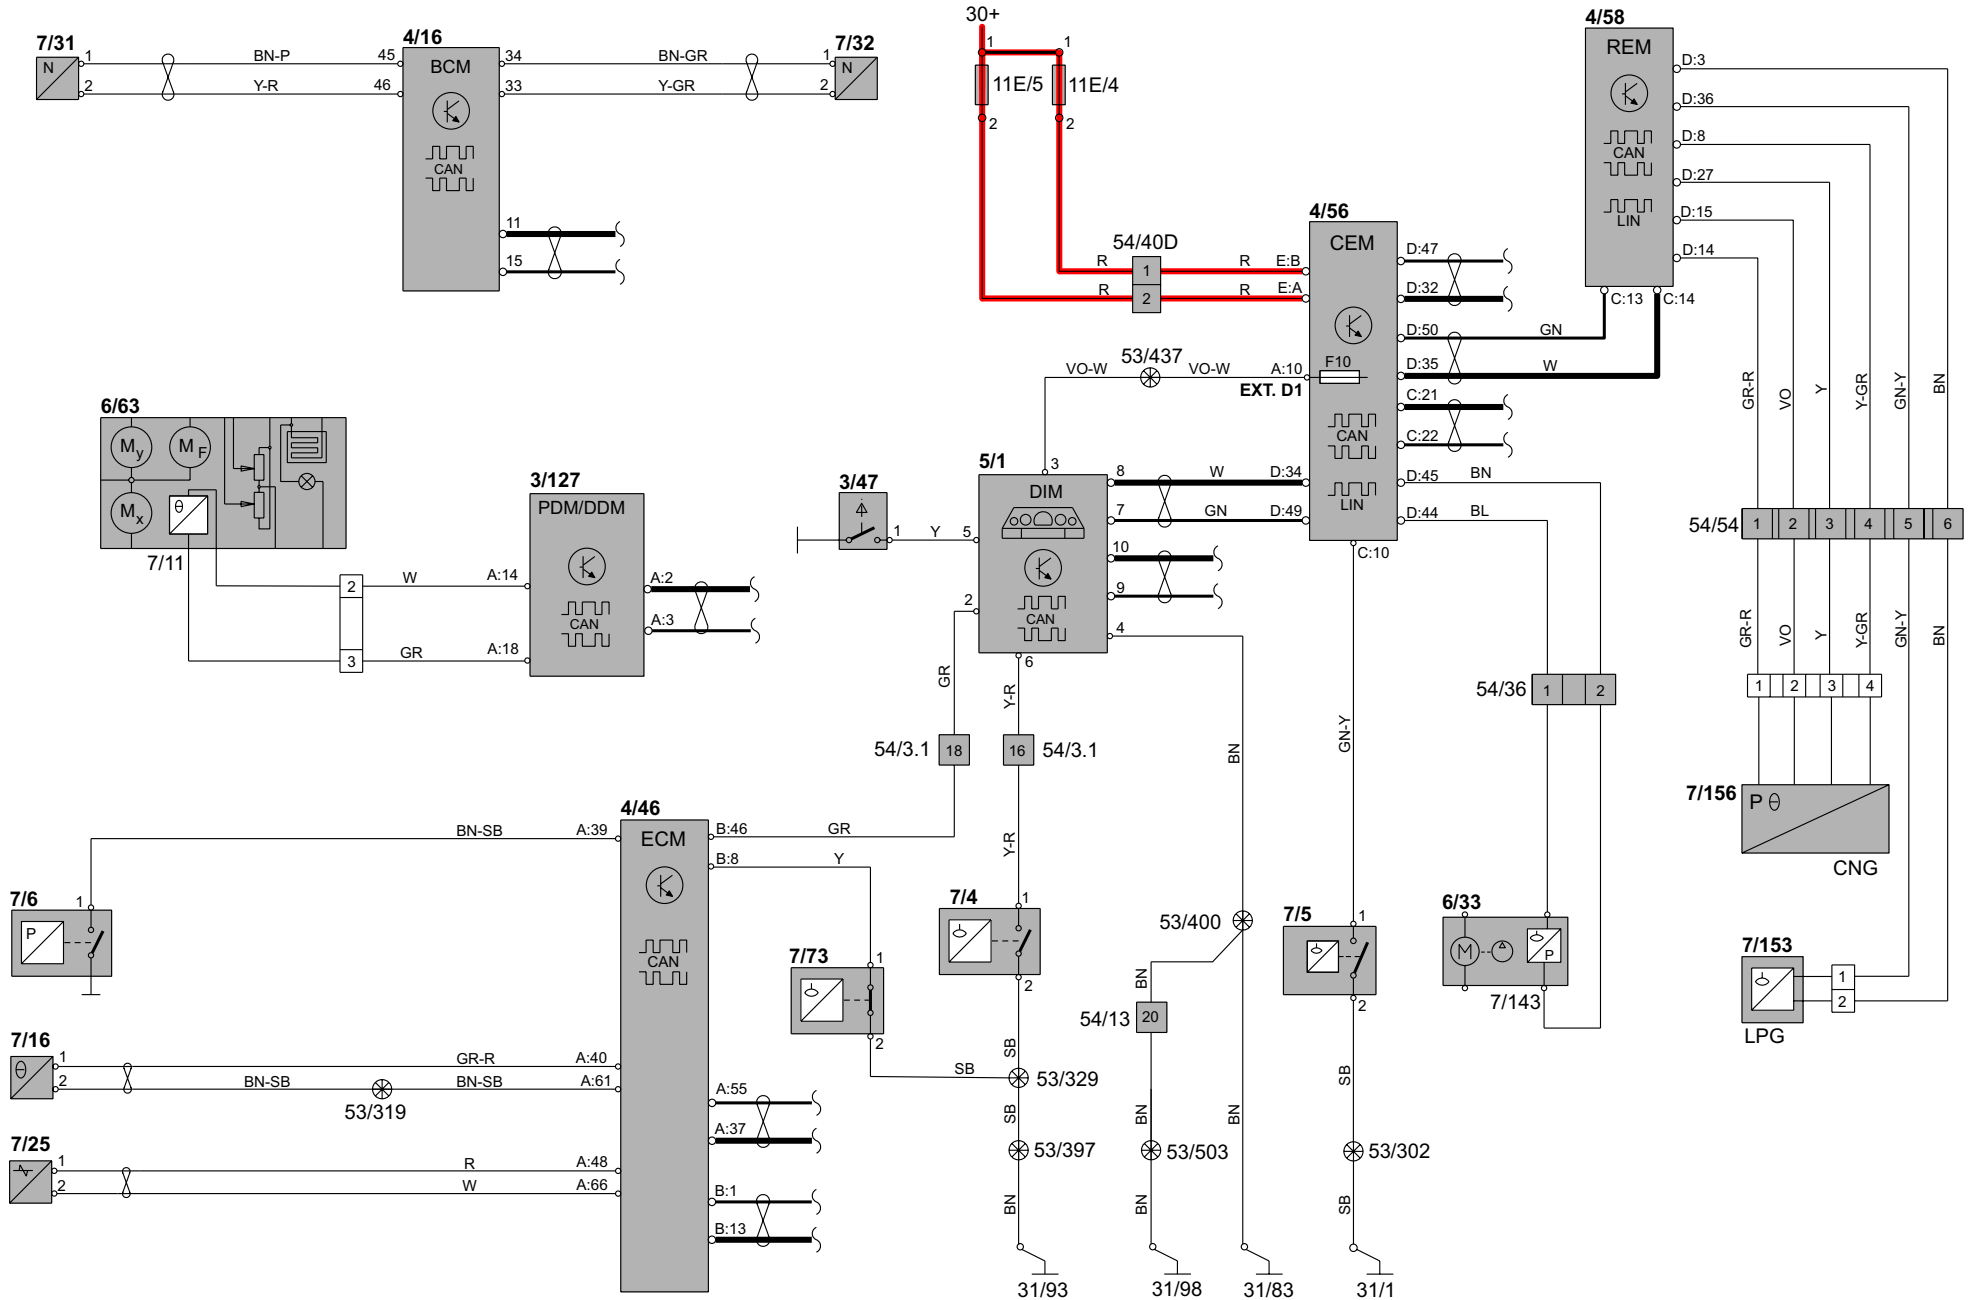 30+
1
1
11E/5
11E/4
2
2
7/31
N
1
2
BN-P
Y-R
45
46
4/16
BCM
CAN
34
33
BN-GR
Y-GR
1
2
7/32
N
11
15
4/58
REM
CAN
LIN
D:3
D:36
D:8
D:27
D:15
D:14
C:13
C:14
54/40D
R
1
R
E:B
R
2
R
E:A
4/56
CEM
F10
CAN
LIN
D:47
D:32
D:50
GN
D:35
W
C:21
C:22
D:45
BN
D:44
BL
C:10
53/437
VO-W
VO-W
A:10
EXT. D1
GR-R
VO
Y
Y-GR
GN-Y
BN
6/63
My
MF
Mx
θ
7/11
2
3
W
GR
A:14
A:18
3/127
PDM/DDM
CAN
A:2
A:3
3/47
1
Y
5
5/1
DIM
CAN
3
8
W
D:34
7
GN
D:49
10
9
2
4
6
54/54
1
2
3
4
5
6
GR-R
VO
Y
Y-GR
GN-Y
BN
GR
Y-R
54/3.1
18
16
54/3.1
BN
GN-Y
54/36
1
2
1
2
3
4
7/156
P θ
CNG
4/46
ECM
CAN
BN-SB
A:39
B:46
GR
B:8
Y
Y-R
7/6
1
P
7/4
1
2
53/400
7/5
1
2
6/33
M
P
7/143
7/153
1
2
LPG
7/73
1
2
BN
54/13
20
7/16
θ
1
2
GR-R
A:40
BN-SB
BN-SB
A:61
53/319
SB
SB
53/329
SB
A:55
A:37
SB
BN
BN
53/397
53/503
53/302
7/25
1
2
R
A:48
W
A:66
B:1
B:13
BN
BN
SB
31/93
31/98
31/83
31/1